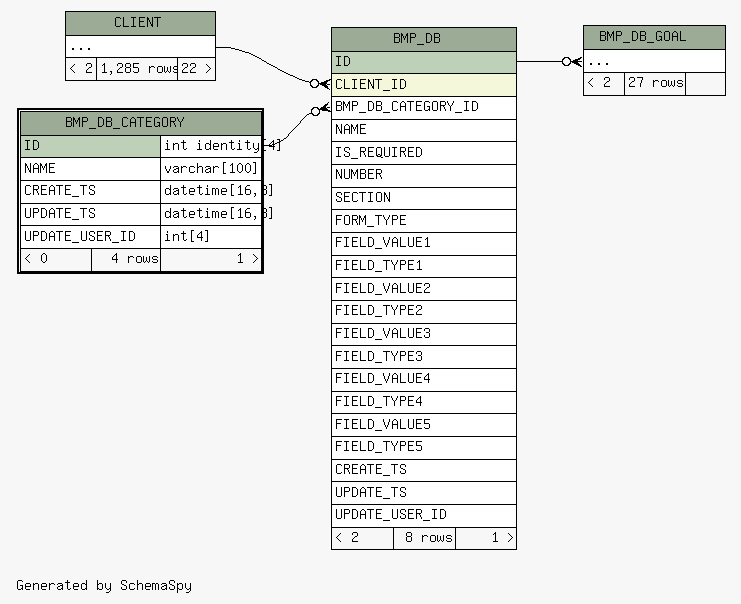 CLIENT
...
< 2 1,285 rows 22 >
BMP_DB_CATEGORY
ID int identity[4]
NAME varchar[100]
CREATE_TS datetime[16,3]
UPDATE_TS datetime[16,3]
UPDATE_USER_ID int[4]
< 0 4 rows 1 >
BMP_DB
ID
CLIENT_ID
BMP_DB_CATEGORY_ID
NAME
IS_REQUIRED
NUMBER
SECTION
FORM_TYPE
FIELD_VALUE1
FIELD_TYPE1
FIELD_VALUE2
FIELD_TYPE2
FIELD_VALUE3
FIELD_TYPE3
FIELD_VALUE4
FIELD_TYPE4
FIELD_VALUE5
FIELD_TYPE5
CREATE_TS
UPDATE_TS
UPDATE_USER_ID
< 2 8 rows 1 >
BMP_DB_GOAL
...
< 2 27 rows
Generated by SchemaSpy